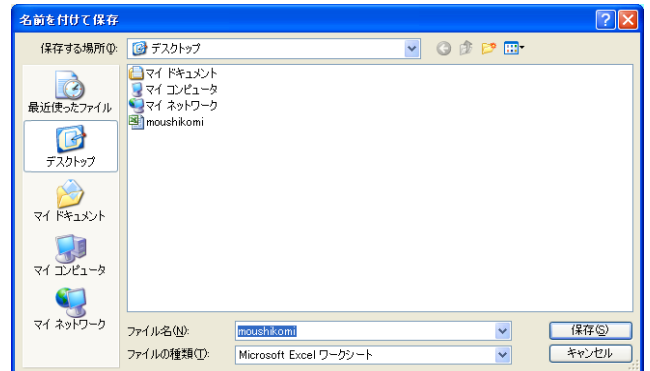 名前を付けて保存
保存する場所(I):
デスクトップ
最近使ったファイル
デスクトップ
マイ ドキュメント
マイ コンピュータ
マイ ネットワーク
マイ ドキュメント
マイ コンピュータ
マイ ネットワーク
moushikomi
ファイル名(N):
moushikomi
保存(S)
ファイルの種類(T):
Microsoft Excel ワークシート
キャンセル